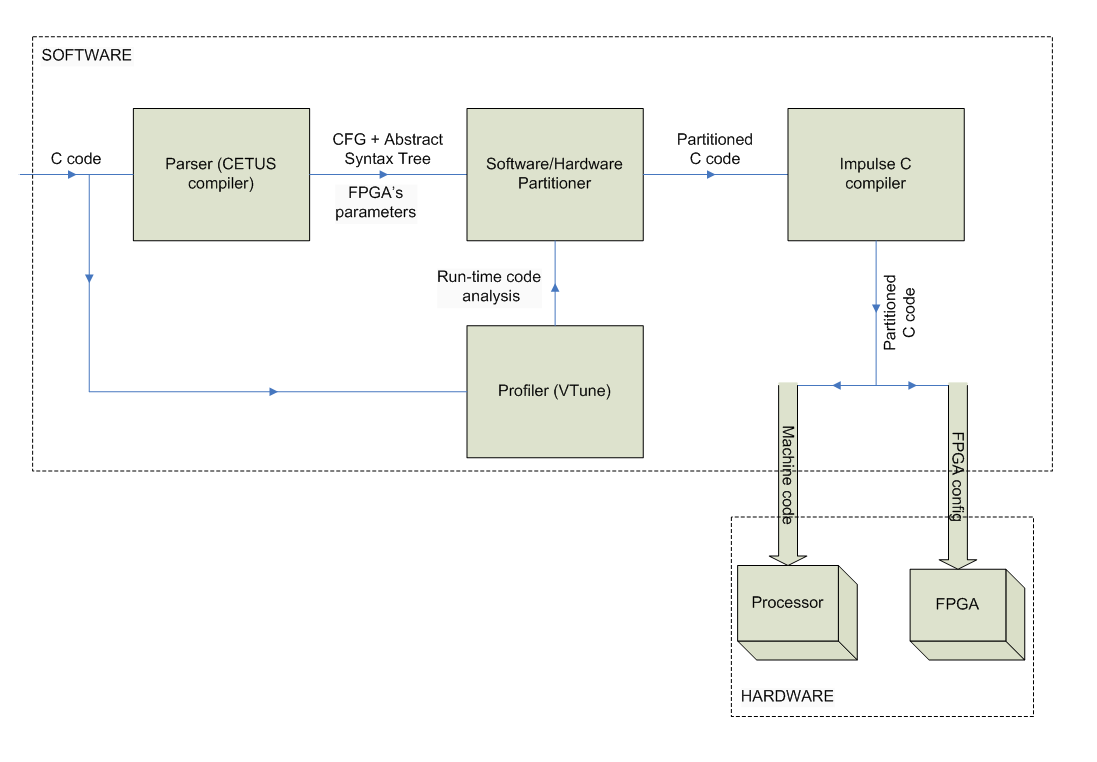 SOFTWARE
C code
Parser (CETUS
compiler)
CFG + Abstract
Syntax Tree
FPGA's
parameters
Software/Hardware
Partitioner
Partitioned
C code
Impulse C
compiler
Run-time code
analysis
Partitioned
C code
Profiler (VTune)
Machine code
FPGA config
Processor
FPGA
HARDWARE